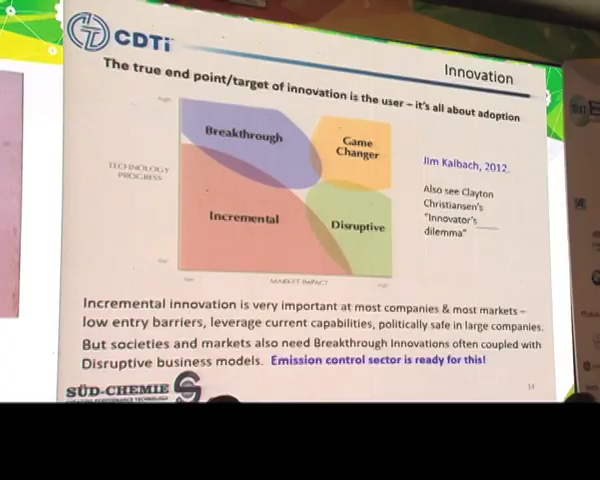 CDTi
Innovation
The true end point/target of innovation is the user – it's all about adoption
Breakthrough
Game
Changer
TECHNOLOGY
PROGRESS
Incremental
Disruptive
MARKET IMPACT
Jim Kalbach, 2012.
Also see Clayton
Christiansen's
"Innovator's
dilemma"
Incremental innovation is very important at most companies & most markets –
low entry barriers, leverage current capabilities, politically safe in large companies.
But societies and markets also need Breakthrough Innovations often coupled with
Disruptive business models. Emission control sector is ready for this!
SÜD-CHEMIE